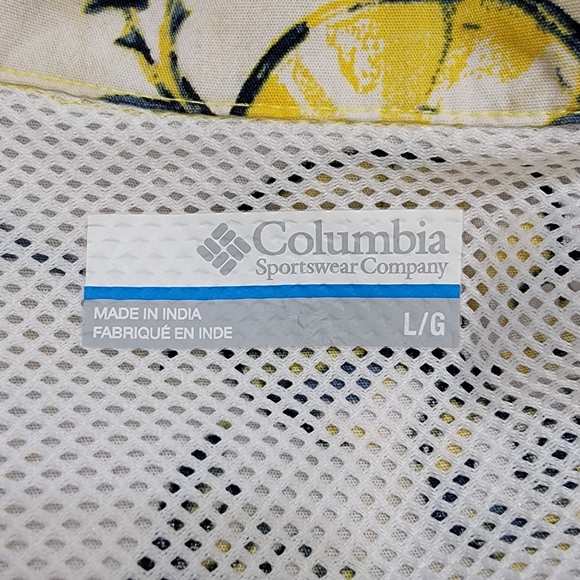 Columbia
Sportswear Company
MADE IN INDIA
FABRIQUÉ EN INDE
L/G